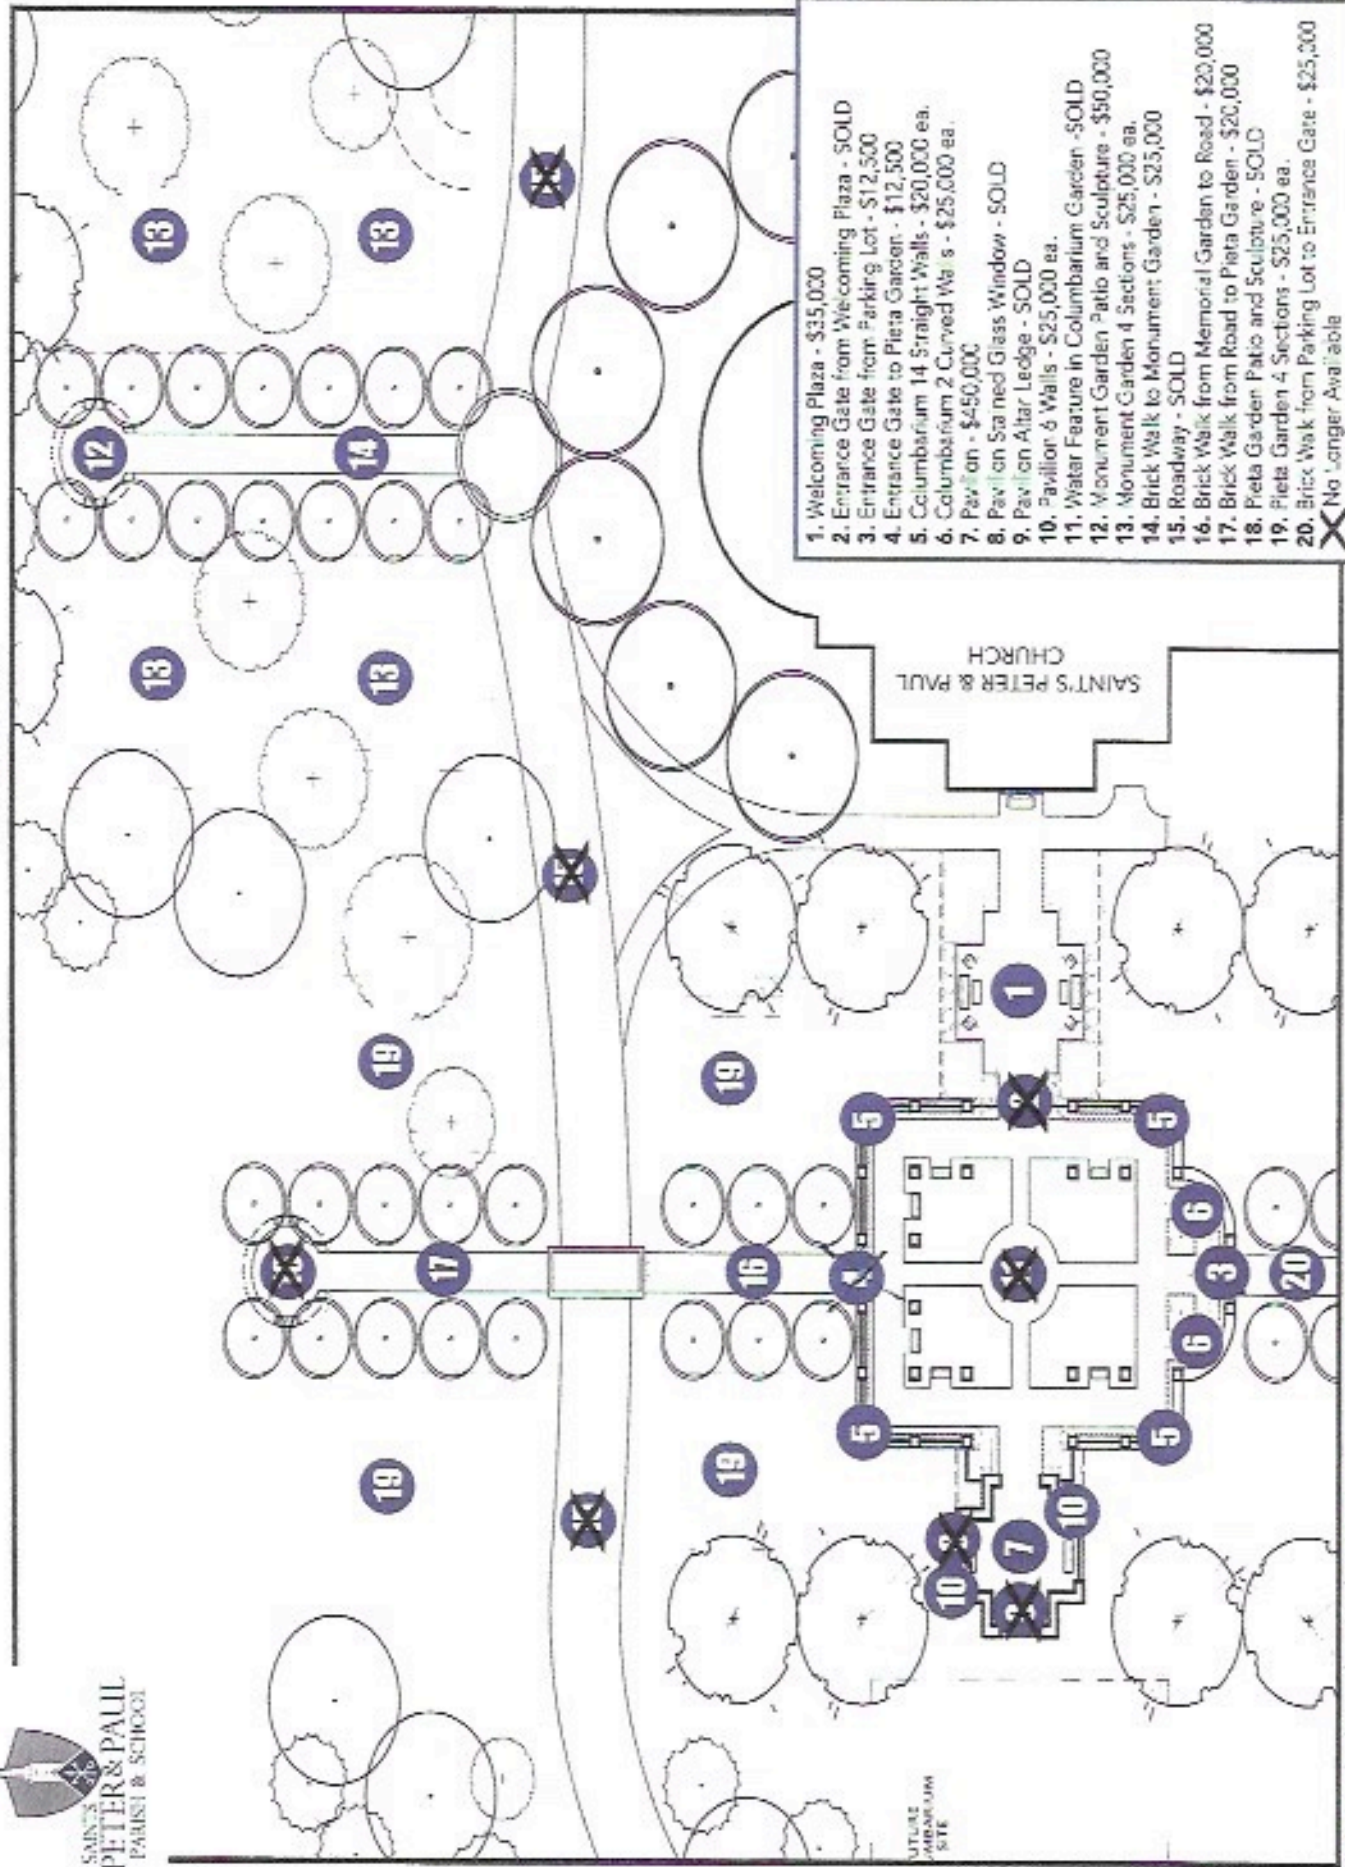 SAINTS
PETER & PAUL
PARISH & SCHOOL
13
13
12
14
13
13
19
17
19
19
16
19
1
5
5
6
3
20
6
5
5
10
7
10
SAINT'S PETER & PAUL
CHURCH
SITE
1. Welcoming Plaza - $35,000
2. Entrance Gate from Welcoming Plaza - SOLD
3. Entrance Gate from Parking Lot - $12,500
4. Entrance Gate to Pieta Garden - $12,500
5. Columbarium 14 Straight Walls - $20,000 ea.
6. Columbarium 2 Curved Walls - $25,000 ea.
7. Pavilion - $450,000
8. Pavilion Stained Glass Window - SOLD
9. Pavilion Altar Ledge - SOLD
10. Pavilion 6 Walls - $25,000 ea.
11. Water Feature in Columbarium Garden - SOLD
12. Monument Garden Patio and Sculpture - $50,000
13. Monument Garden 4 Sections - $25,000 ea.
14. Brick Walk to Monument Garden - $25,000
15. Roadway - SOLD
16. Brick Walk from Memorial Garden to Road - $20,000
17. Brick Walk from Road to Pieta Garden - $20,000
18. Pieta Garden Patio and Sculpture - SOLD
19. Pieta Garden 4 Sections - $25,000 ea.
20. Brick Walk from Parking Lot to Entrance Gate - $25,000
X No Longer Available